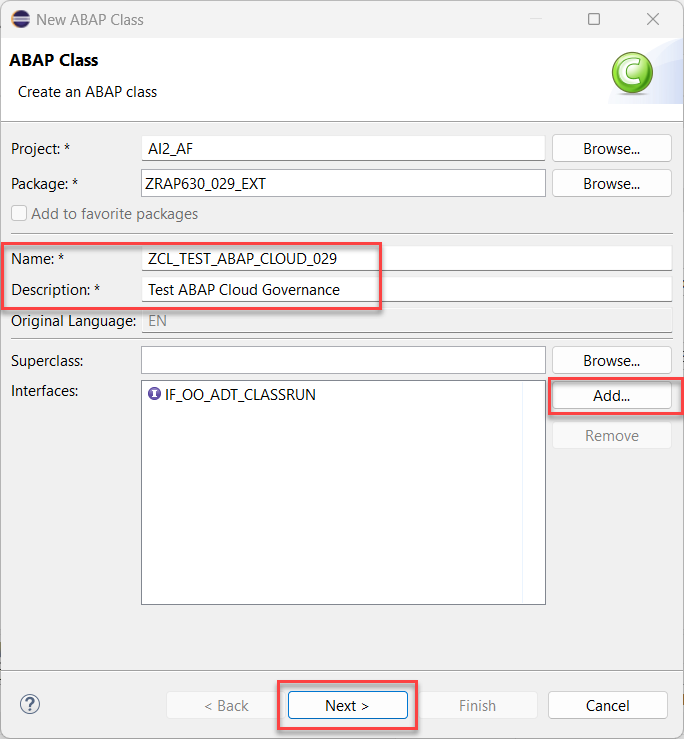 New ABAP Class
ABAP Class
Create an ABAP class
C
Project: * AI2_AF Browse...
Package: * ZRAP630_029_EXT Browse...
Add to favorite packages
Name: * ZCL_TEST_ABAP_CLOUD_029
Description: * Test ABAP Cloud Governance
Original Language: EN
Superclass: Browse...
Interfaces: I IF_OO_ADT_CLASSRUN Add...
Remove
? < Back Next > Finish Cancel